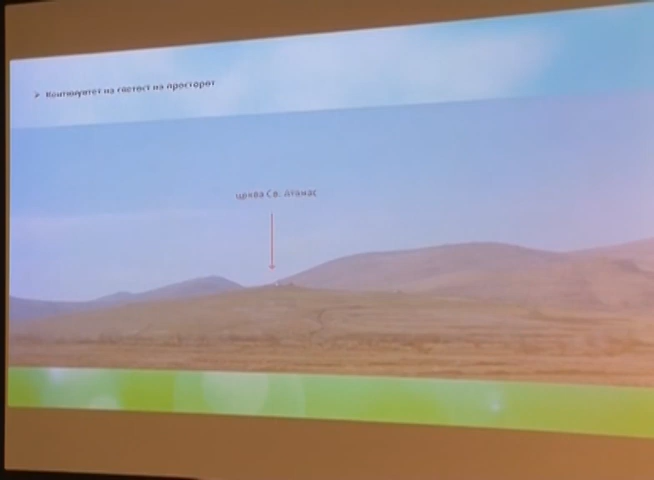 ➢ Континуитет на светост на просторот
црква Св. Атанас